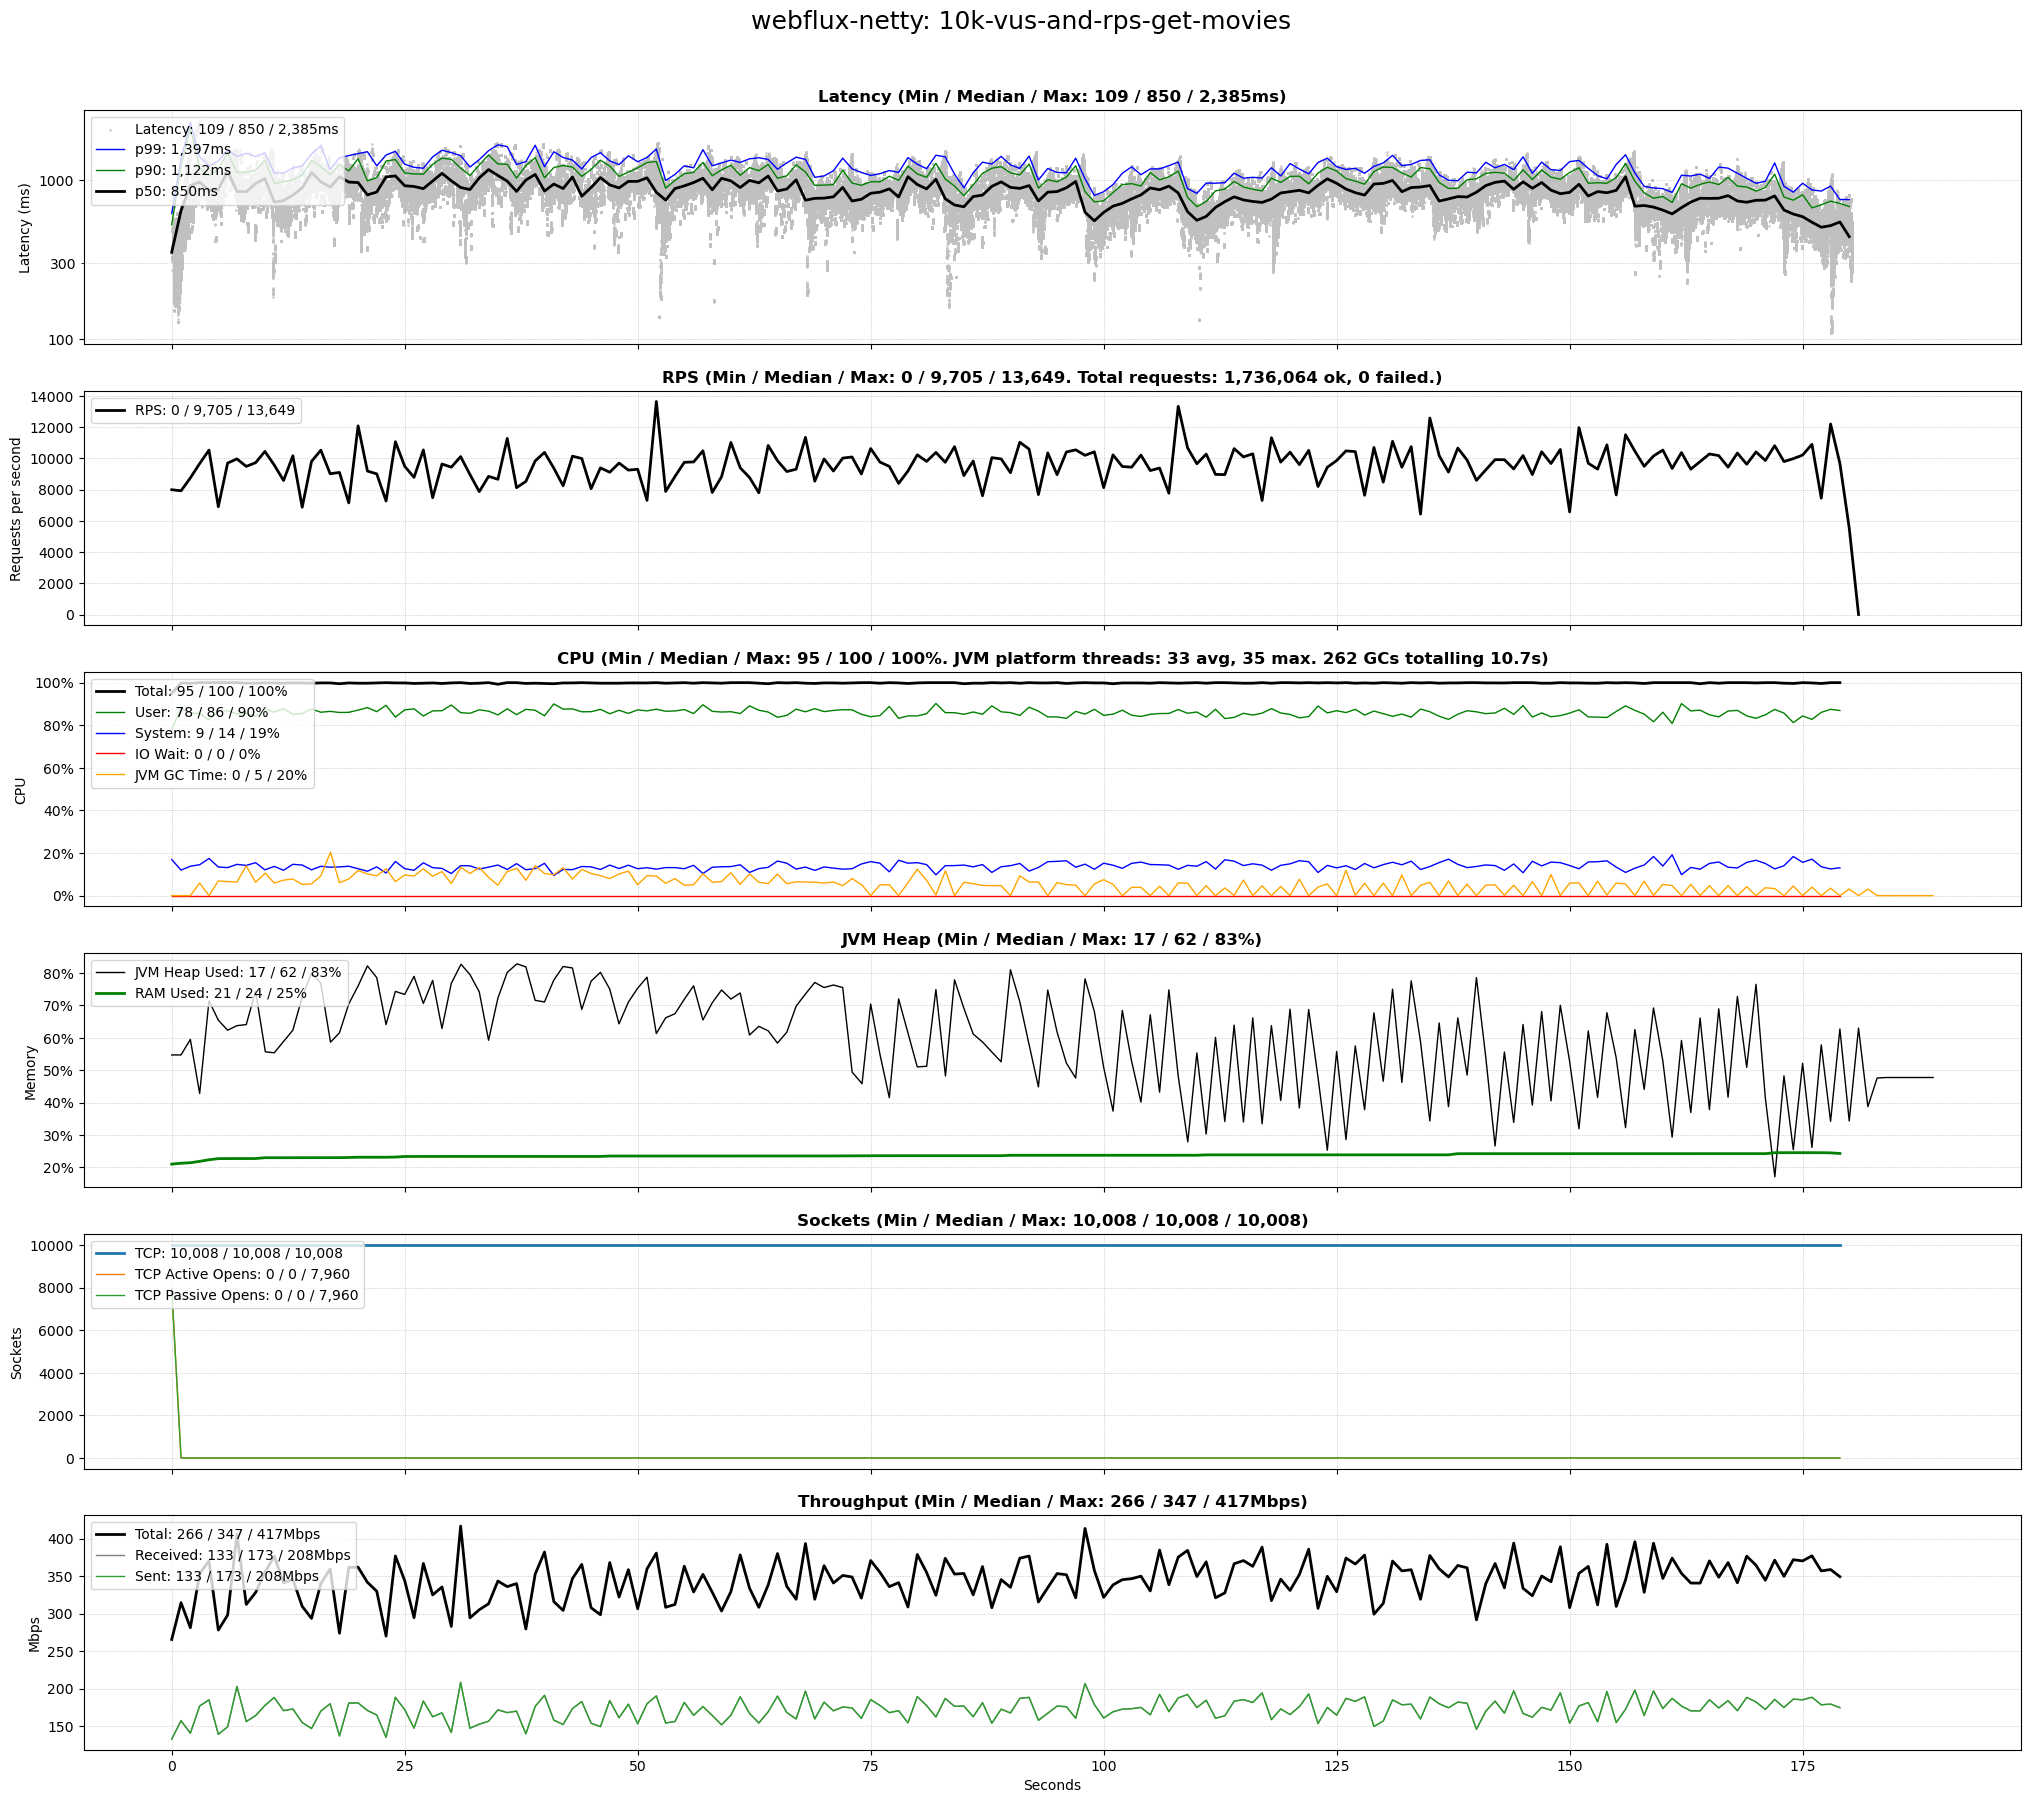 webflux-netty: 10k-vus-and-rps-get-movies
Latency (Min / Median / Max: 109 / 850 / 2,385ms)
Latency (ms)
1000
300
100
Latency: 109 / 850 / 2,385ms
p99: 1,397ms
p90: 1,122ms
p50: 850ms
RPS (Min / Median / Max: 0 / 9,705 / 13,649. Total requests: 1,736,064 ok, 0 failed.)
Requests per second
14000
12000
10000
8000
6000
4000
2000
0
RPS: 0 / 9,705 / 13,649
CPU (Min / Median / Max: 95 / 100 / 100%. JVM platform threads: 33 avg, 35 max. 262 GCs totalling 10.7s)
CPU
100%
80%
60%
40%
20%
0%
Total: 95 / 100 / 100%
User: 78 / 86 / 90%
System: 9 / 14 / 19%
IO Wait: 0 / 0 / 0%
JVM GC Time: 0 / 5 / 20%
JVM Heap (Min / Median / Max: 17 / 62 / 83%)
Memory
80%
70%
60%
50%
40%
30%
20%
JVM Heap Used: 17 / 62 / 83%
RAM Used: 21 / 24 / 25%
Sockets (Min / Median / Max: 10,008 / 10,008 / 10,008)
Sockets
10000
8000
6000
4000
2000
0
TCP: 10,008 / 10,008 / 10,008
TCP Active Opens: 0 / 0 / 7,960
TCP Passive Opens: 0 / 0 / 7,960
Throughput (Min / Median / Max: 266 / 347 / 417Mbps)
Mbps
400
350
300
250
200
150
Total: 266 / 347 / 417Mbps
Received: 133 / 173 / 208Mbps
Sent: 133 / 173 / 208Mbps
0 25 50 75 100 125 150 175
Seconds